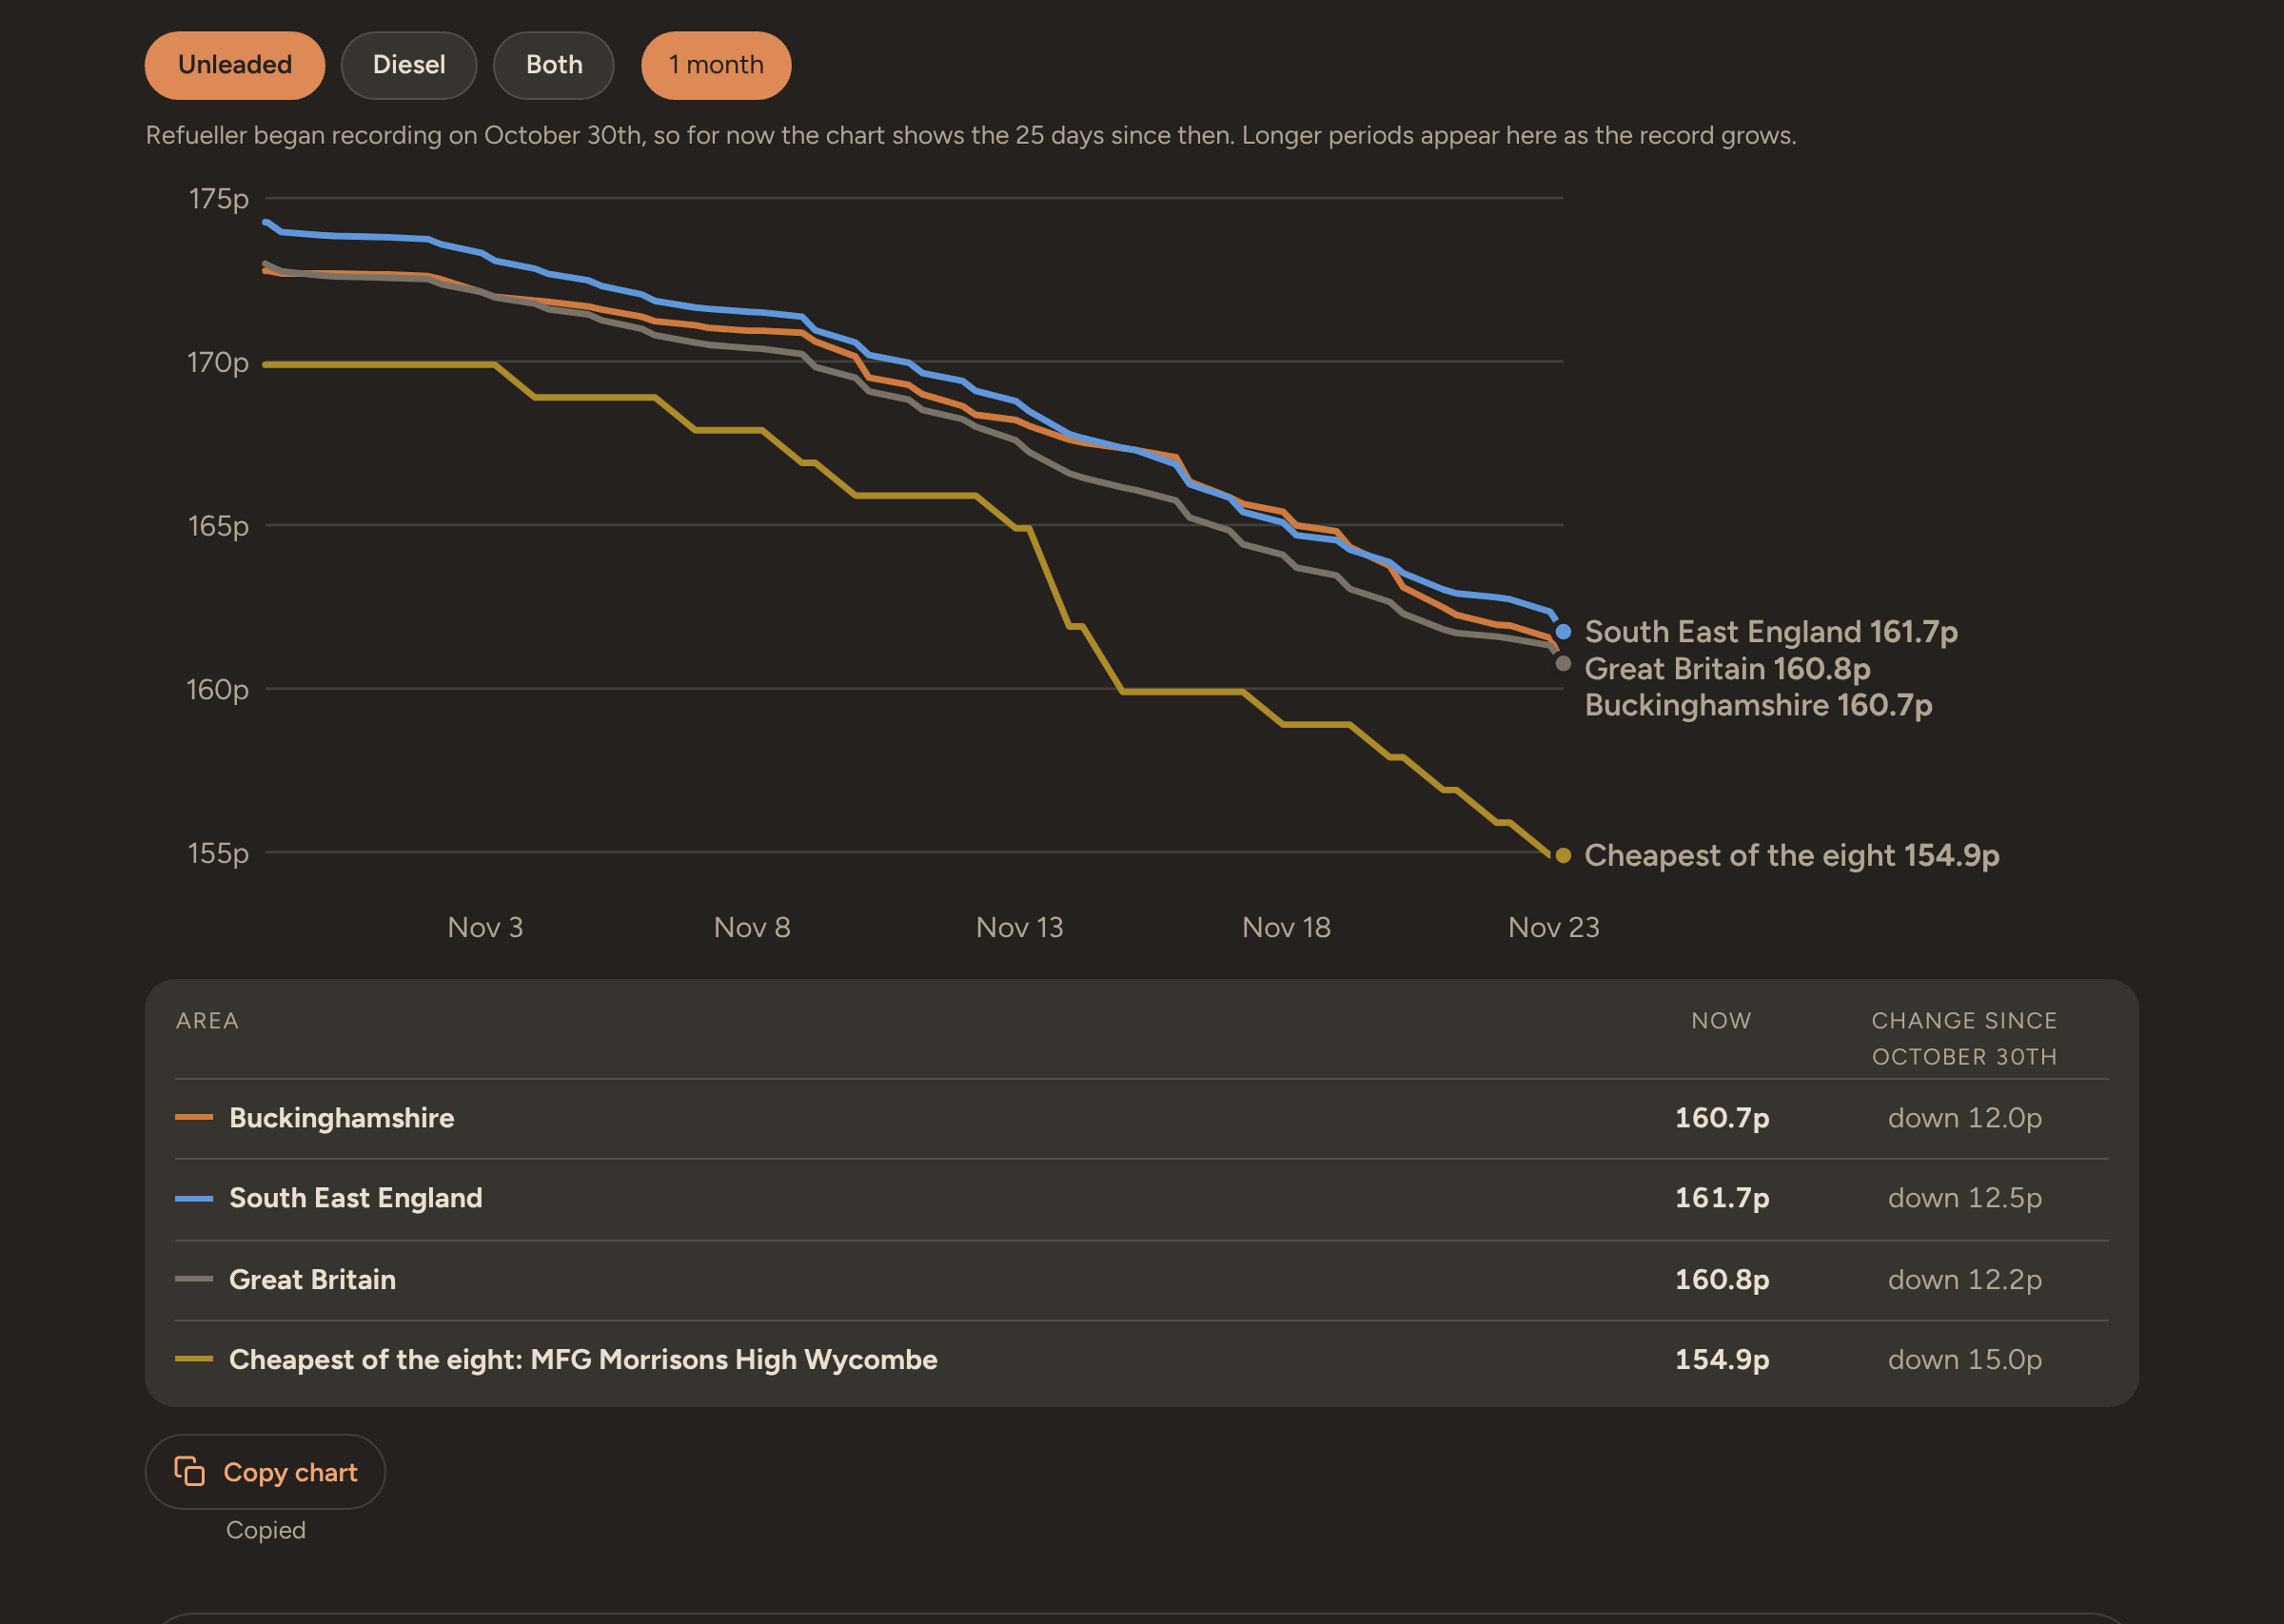 Unleaded Diesel Both 1 month
Refueller began recording on October 30th, so for now the chart shows the 25 days since then. Longer periods appear here as the record grows.
175p
170p
165p
160p
155p
South East England 161.7p
Great Britain 160.8p
Buckinghamshire 160.7p
Cheapest of the eight 154.9p
Nov 3 Nov 8 Nov 13 Nov 18 Nov 23
AREA NOW CHANGE SINCE
OCTOBER 30TH
Buckinghamshire 160.7p down 12.0p
South East England 161.7p down 12.5p
Great Britain 160.8p down 12.2p
Cheapest of the eight: MFG Morrisons High Wycombe 154.9p down 15.0p
Copy chart
Copied